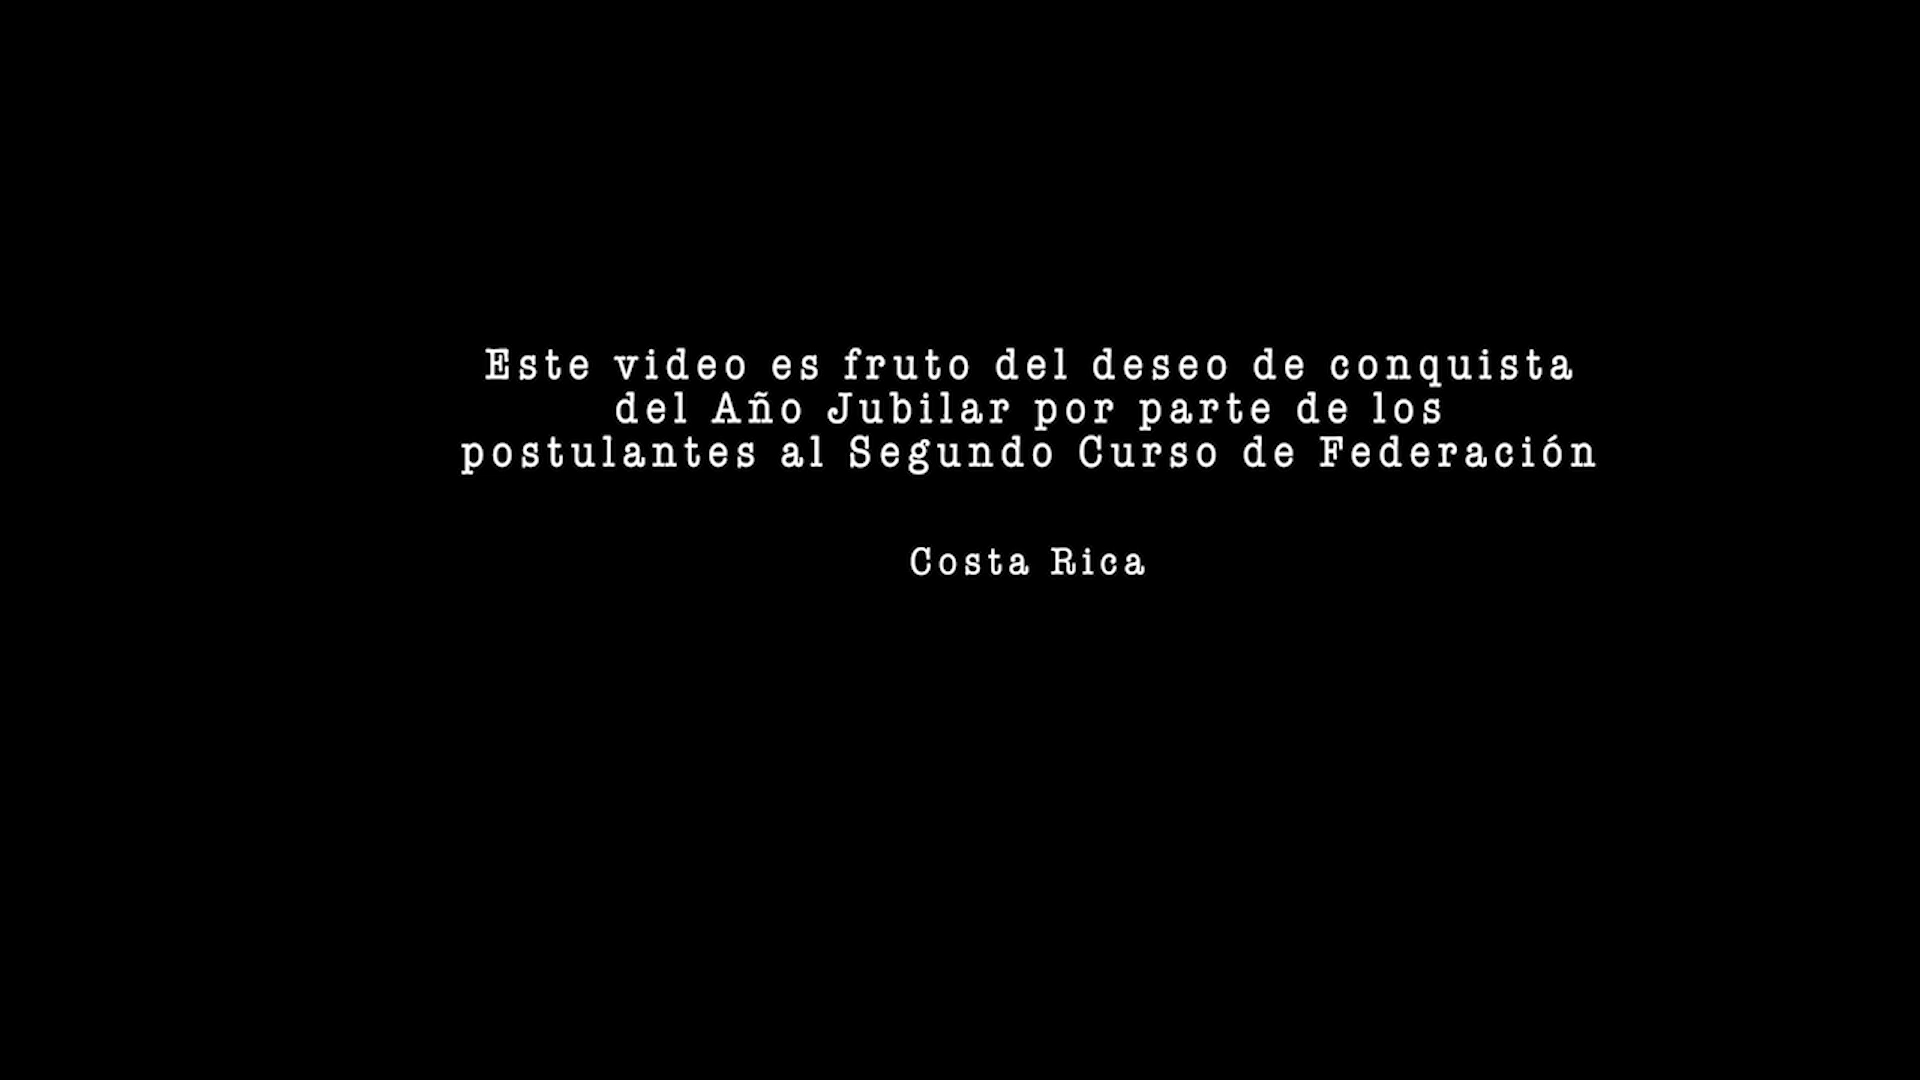 Este video es fruto del deseo de conquista
del Año Jubilar por parte de los
postulantes al Segundo Curso de Federación
Costa Rica